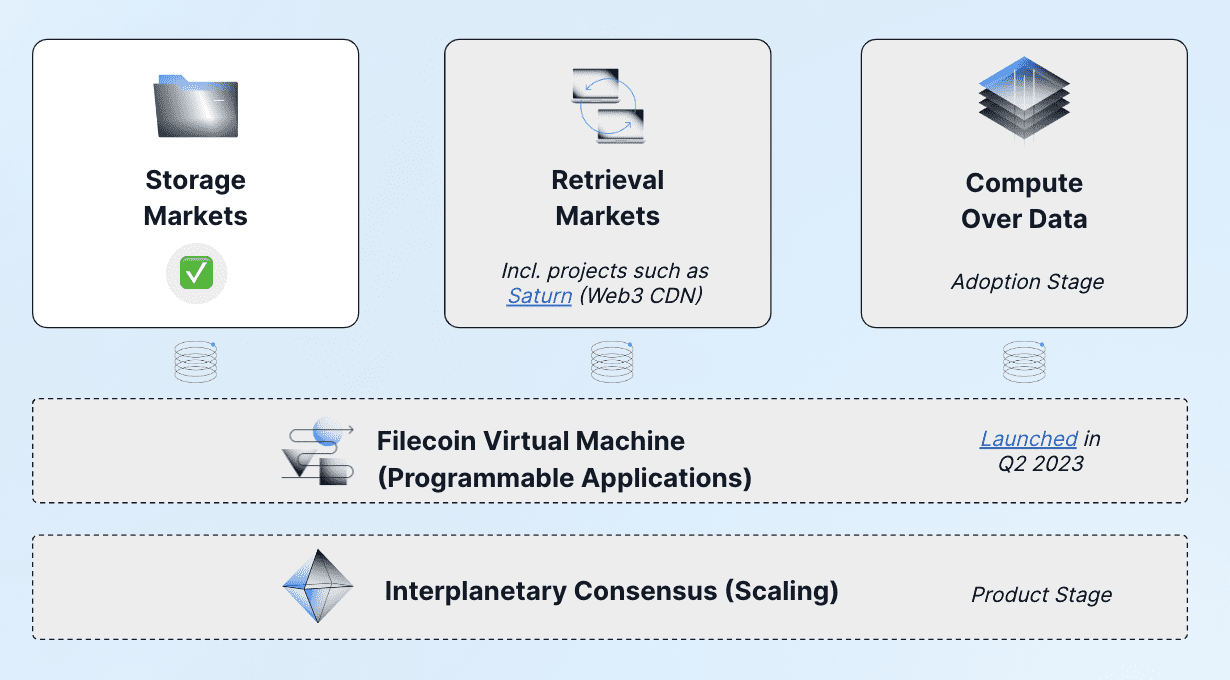 Storage
Markets
✅
Retrieval
Markets
Incl. projects such as
Saturn (Web3 CDN)
Compute
Over Data
Adoption Stage
Filecoin Virtual Machine
(Programmable Applications)
Launched in
Q2 2023
Interplanetary Consensus (Scaling)
Product Stage